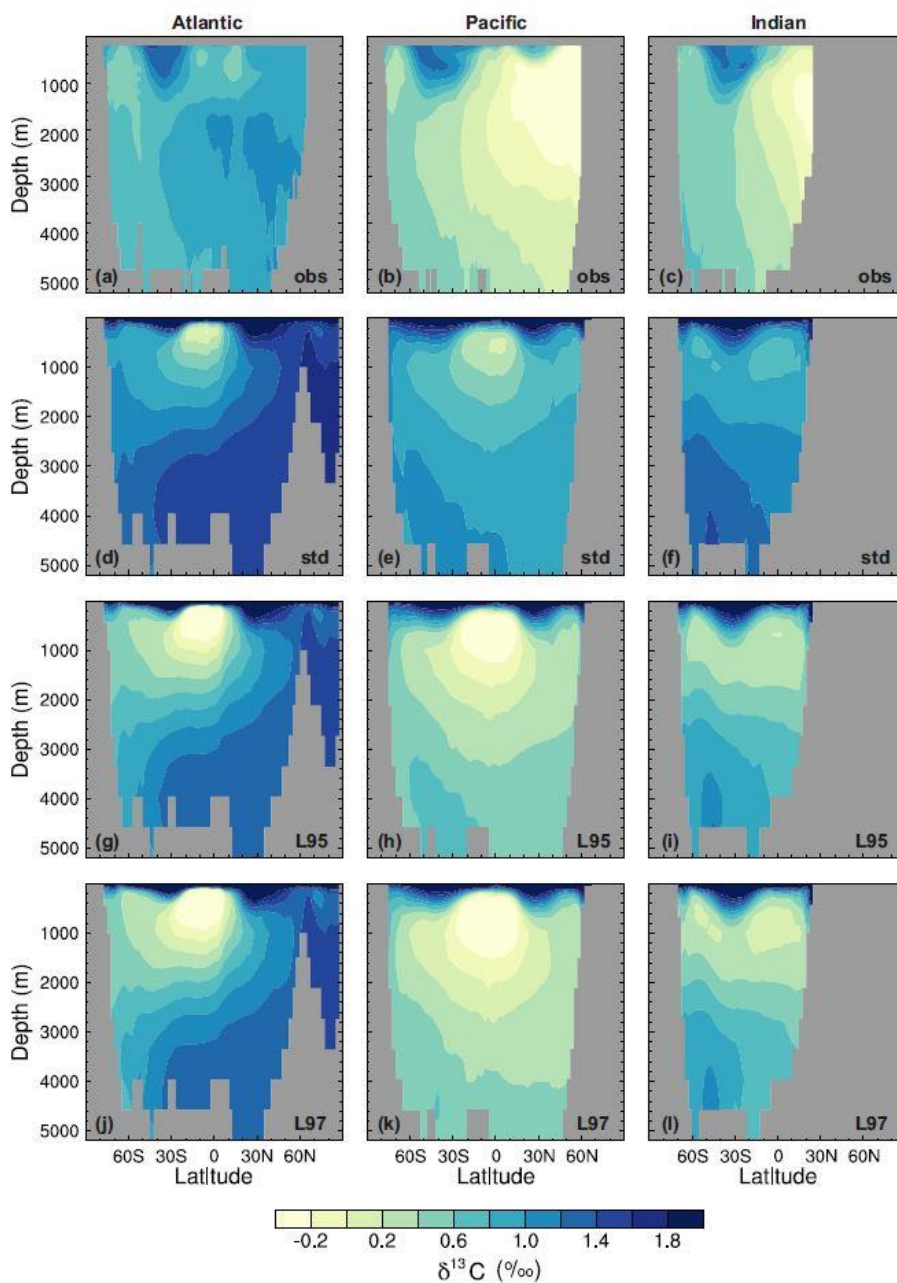 Atlantic Pacific Indian
Depth (m)
1000
2000
3000
4000
5000
(a) obs
(b) obs
(c) obs
Depth (m)
1000
2000
3000
4000
5000
(d) std
(e) std
(f) std
Depth (m)
1000
2000
3000
4000
5000
(g) L95
(h) L95
(i) L95
Depth (m)
1000
2000
3000
4000
5000
(j) L97
(k) L97
(l) L97
60S 30S 0 30N 60N
60S 30S 0 30N 60N
60S 30S 0 30N 60N
Latitude Latitude Latitude
-0.2 0.2 0.6 1.0 1.4 1.8
δ¹³C (‰)